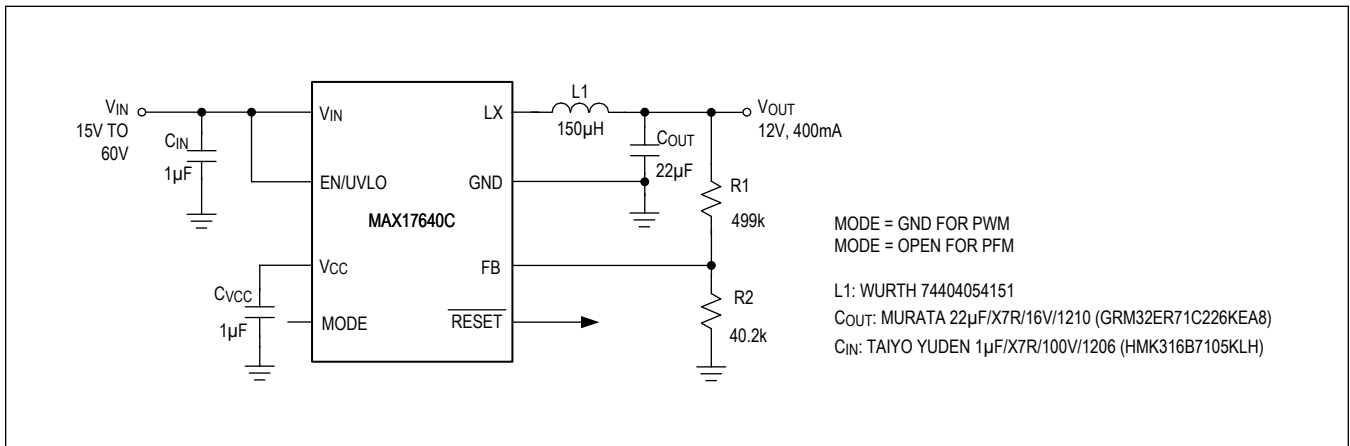 VIN
15V TO
60V
CIN
1µF
VIN
EN/UVLO
VCC
CVCC
1µF
MODE
MAX17640C
LX
GND
FB
RESET
L1
150µH
COUT
22µF
VOUT
12V, 400mA
R1
499k
R2
40.2k
MODE = GND FOR PWM
MODE = OPEN FOR PFM
L1: WURTH 74404054151
COUT: MURATA 22µF/X7R/16V/1210 (GRM32ER71C226KEA8)
CIN: TAIYO YUDEN 1µF/X7R/100V/1206 (HMK316B7105KLH)